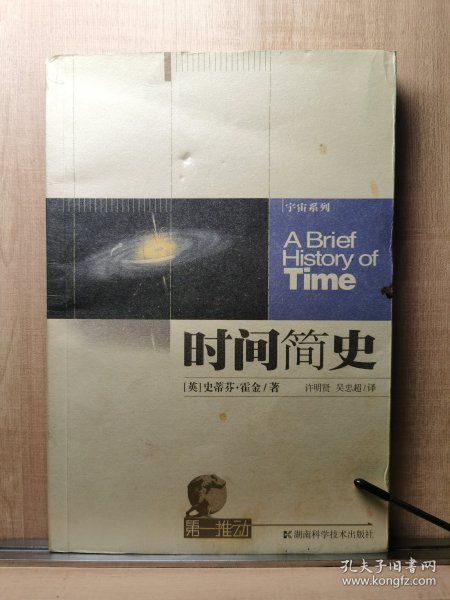 宇宙系列
A Brief
History of
Time
时间简史
[英]史蒂芬·霍金/著
许明贤 吴忠超/译
第一推动
湖南科学技术出版社
孔夫子旧书网
www.kongfz.com